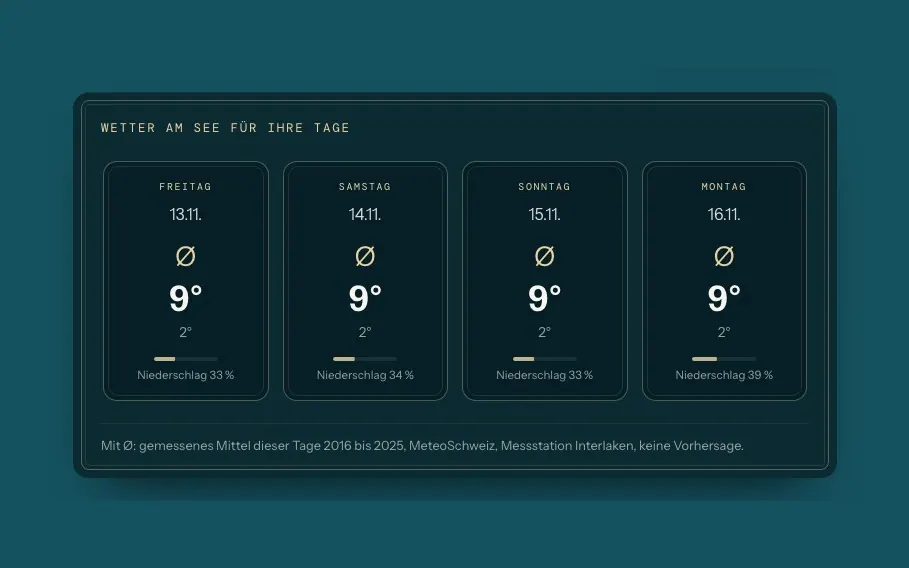 WETTER AM SEE FÜR IHRE TAGE
FREITAG
13.11.
Ø
9°
2°
Niederschlag 33 %
SAMSTAG
14.11.
Ø
9°
2°
Niederschlag 34 %
SONNTAG
15.11.
Ø
9°
2°
Niederschlag 33 %
MONTAG
16.11.
Ø
9°
2°
Niederschlag 39 %
Mit Ø: gemessenes Mittel dieser Tage 2016 bis 2025, MeteoSchweiz, Messstation Interlaken, keine Vorhersage.